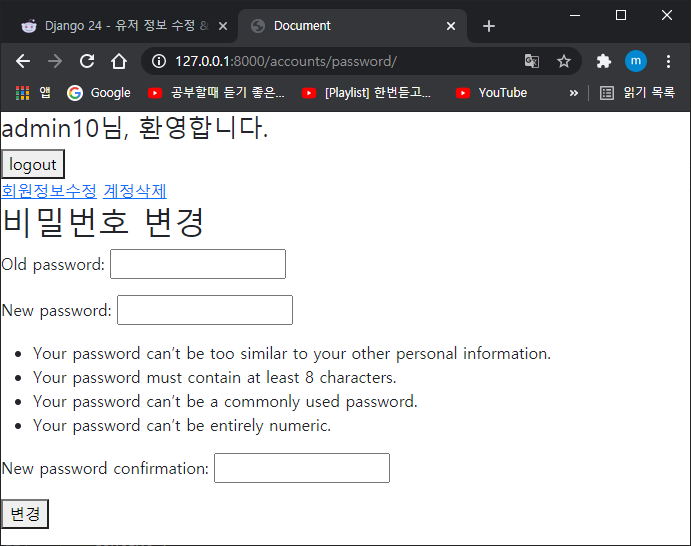 Django 24 - 유저 정보 수정 &
Document
127.0.0.1:8000/accounts/password/
m
앱 Google 공부할때 듣기 좋은... [Playlist] 한번듣고... YouTube » 읽기 목록
admin10님, 환영합니다.
logout
회원정보수정 계정삭제
비밀번호 변경
Old password:
New password:
Your password can't be too similar to your other personal information.
Your password must contain at least 8 characters.
Your password can't be a commonly used password.
Your password can't be entirely numeric.
New password confirmation:
변경